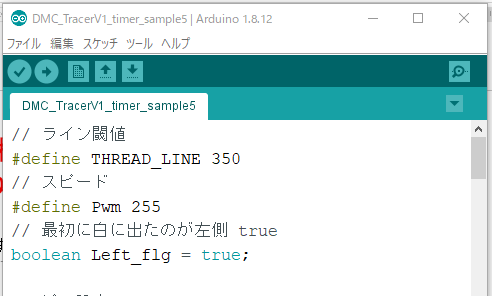 DMC_TracerV1_timer_sample5 | Arduino 1.8.12
ファイル 編集 スケッチ ツール ヘルプ
DMC_TracerV1_timer_sample5
// ライン閾値
#define THREAD_LINE 350
// スピード
#define Pwm 255
// 最初に白に出たのが左側 true
boolean Left_flg = true;